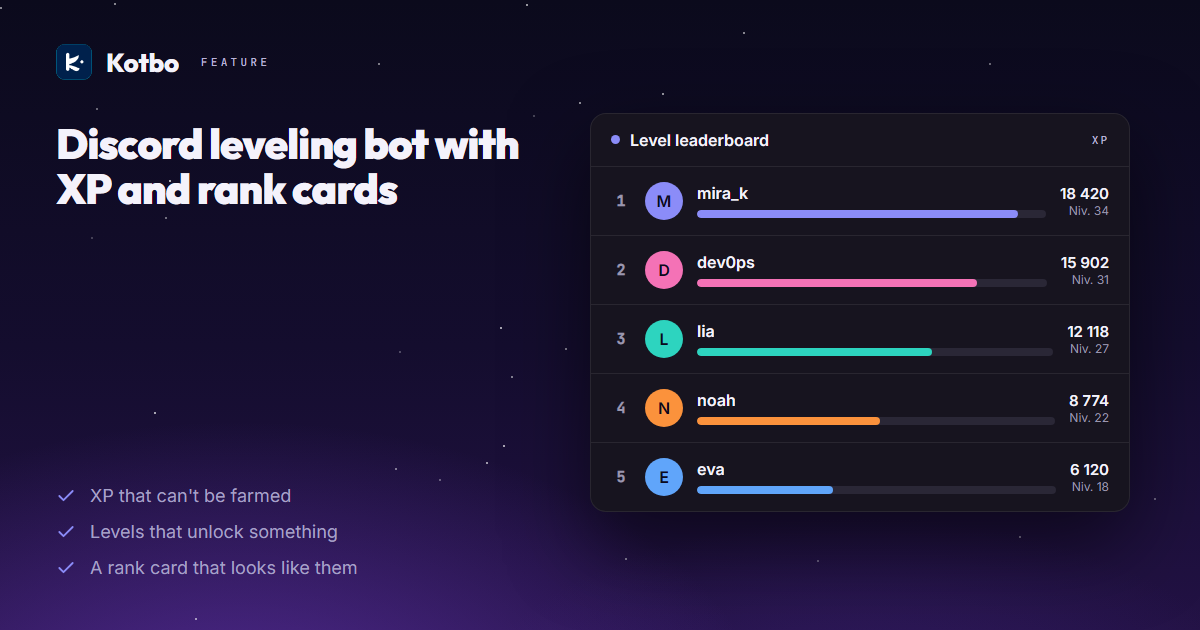 Kotbo FEATURE
Discord leveling bot with
XP and rank cards
XP that can't be farmed
Levels that unlock something
A rank card that looks like them
Level leaderboard XP
1 M mira_k 18 420
Niv. 34
2 D dev0ps 15 902
Niv. 31
3 L lia 12 118
Niv. 27
4 N noah 8 774
Niv. 22
5 E eva 6 120
Niv. 18